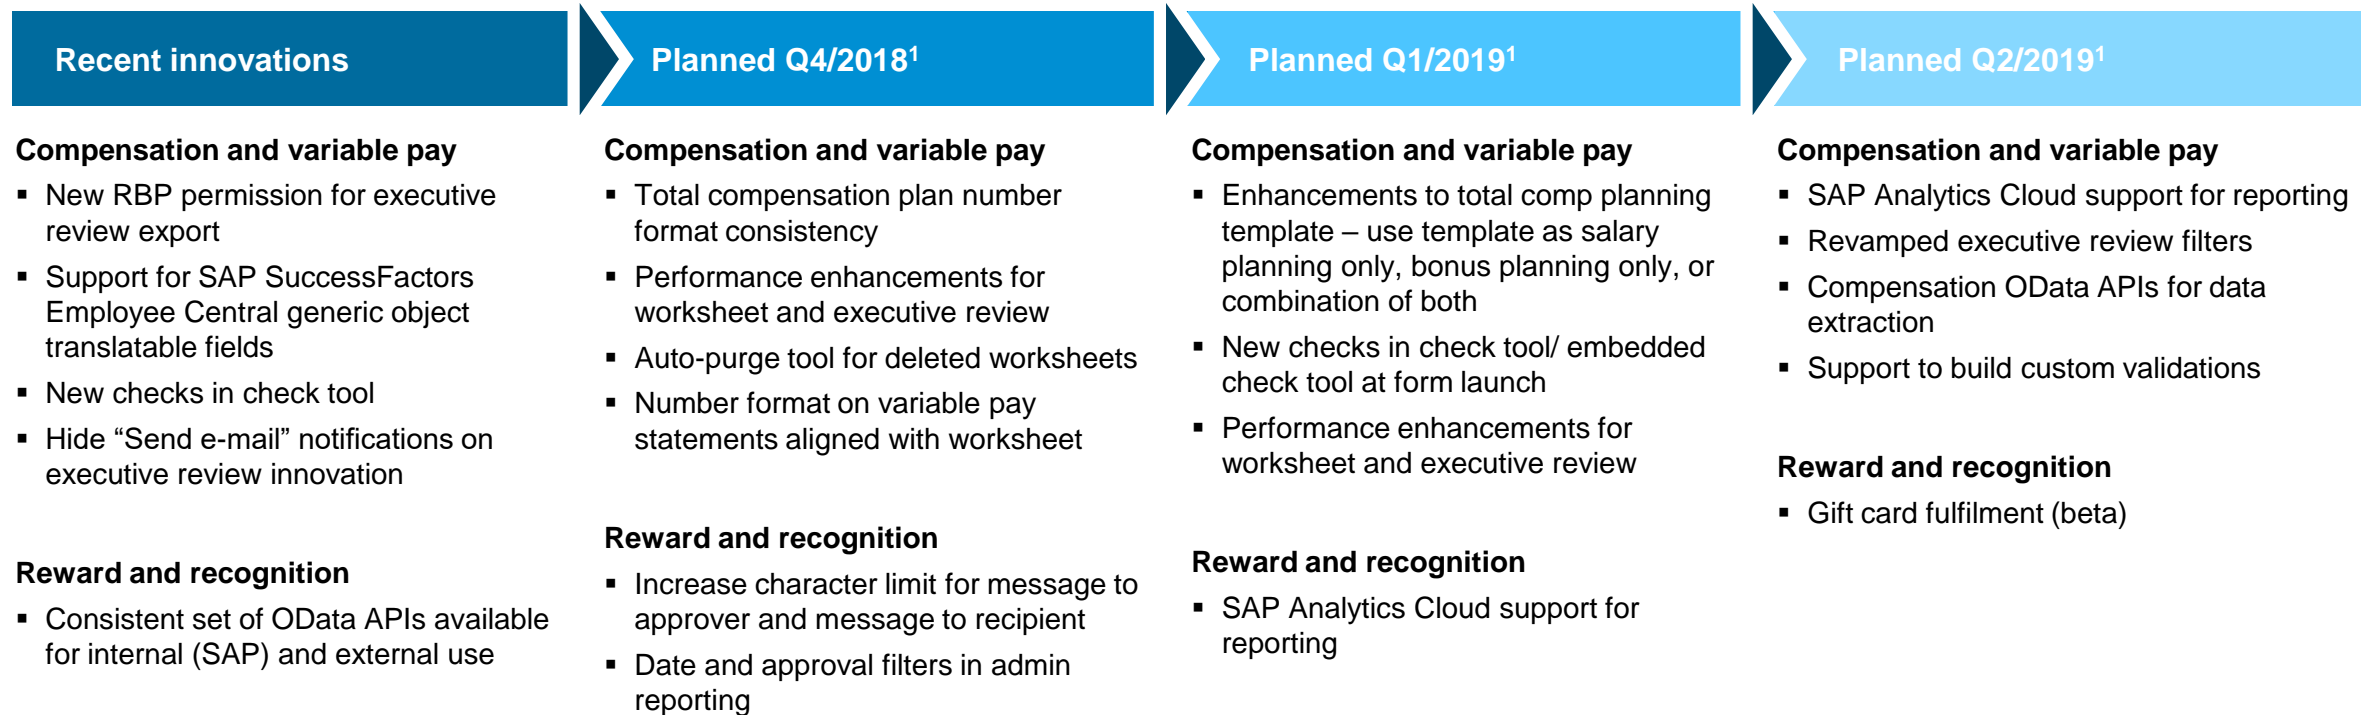 Recent innovations
Planned Q4/2018¹
Planned Q1/2019¹
Planned Q2/2019¹
Compensation and variable pay
▪ New RBP permission for executive
review export
▪ Support for SAP SuccessFactors
Employee Central generic object
translatable fields
▪ New checks in check tool
▪ Hide “Send e-mail” notifications on
executive review innovation
Reward and recognition
▪ Consistent set of OData APIs available
for internal (SAP) and external use
Compensation and variable pay
▪ Total compensation plan number
format consistency
▪ Performance enhancements for
worksheet and executive review
▪ Auto-purge tool for deleted worksheets
▪ Number format on variable pay
statements aligned with worksheet
Reward and recognition
▪ Increase character limit for message to
approver and message to recipient
▪ Date and approval filters in admin
reporting
Compensation and variable pay
▪ Enhancements to total comp planning
template – use template as salary
planning only, bonus planning only, or
combination of both
▪ New checks in check tool/ embedded
check tool at form launch
▪ Performance enhancements for
worksheet and executive review
Reward and recognition
▪ SAP Analytics Cloud support for
reporting
Compensation and variable pay
▪ SAP Analytics Cloud support for reporting
▪ Revamped executive review filters
▪ Compensation OData APIs for data
extraction
▪ Support to build custom validations
Reward and recognition
▪ Gift card fulfilment (beta)